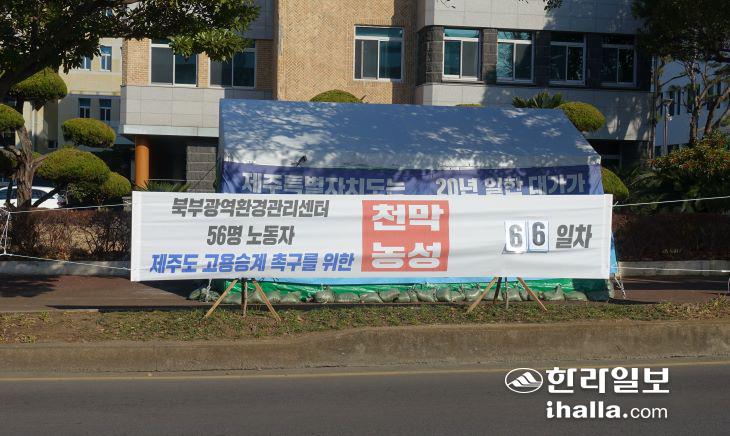 제주특별자치도는 20년 일한 대가가
북부광역환경관리센터
56명 노동자
제주도 고용승계 촉구를 위한
천막
농성
66 일차
한라일보
ihalla.com